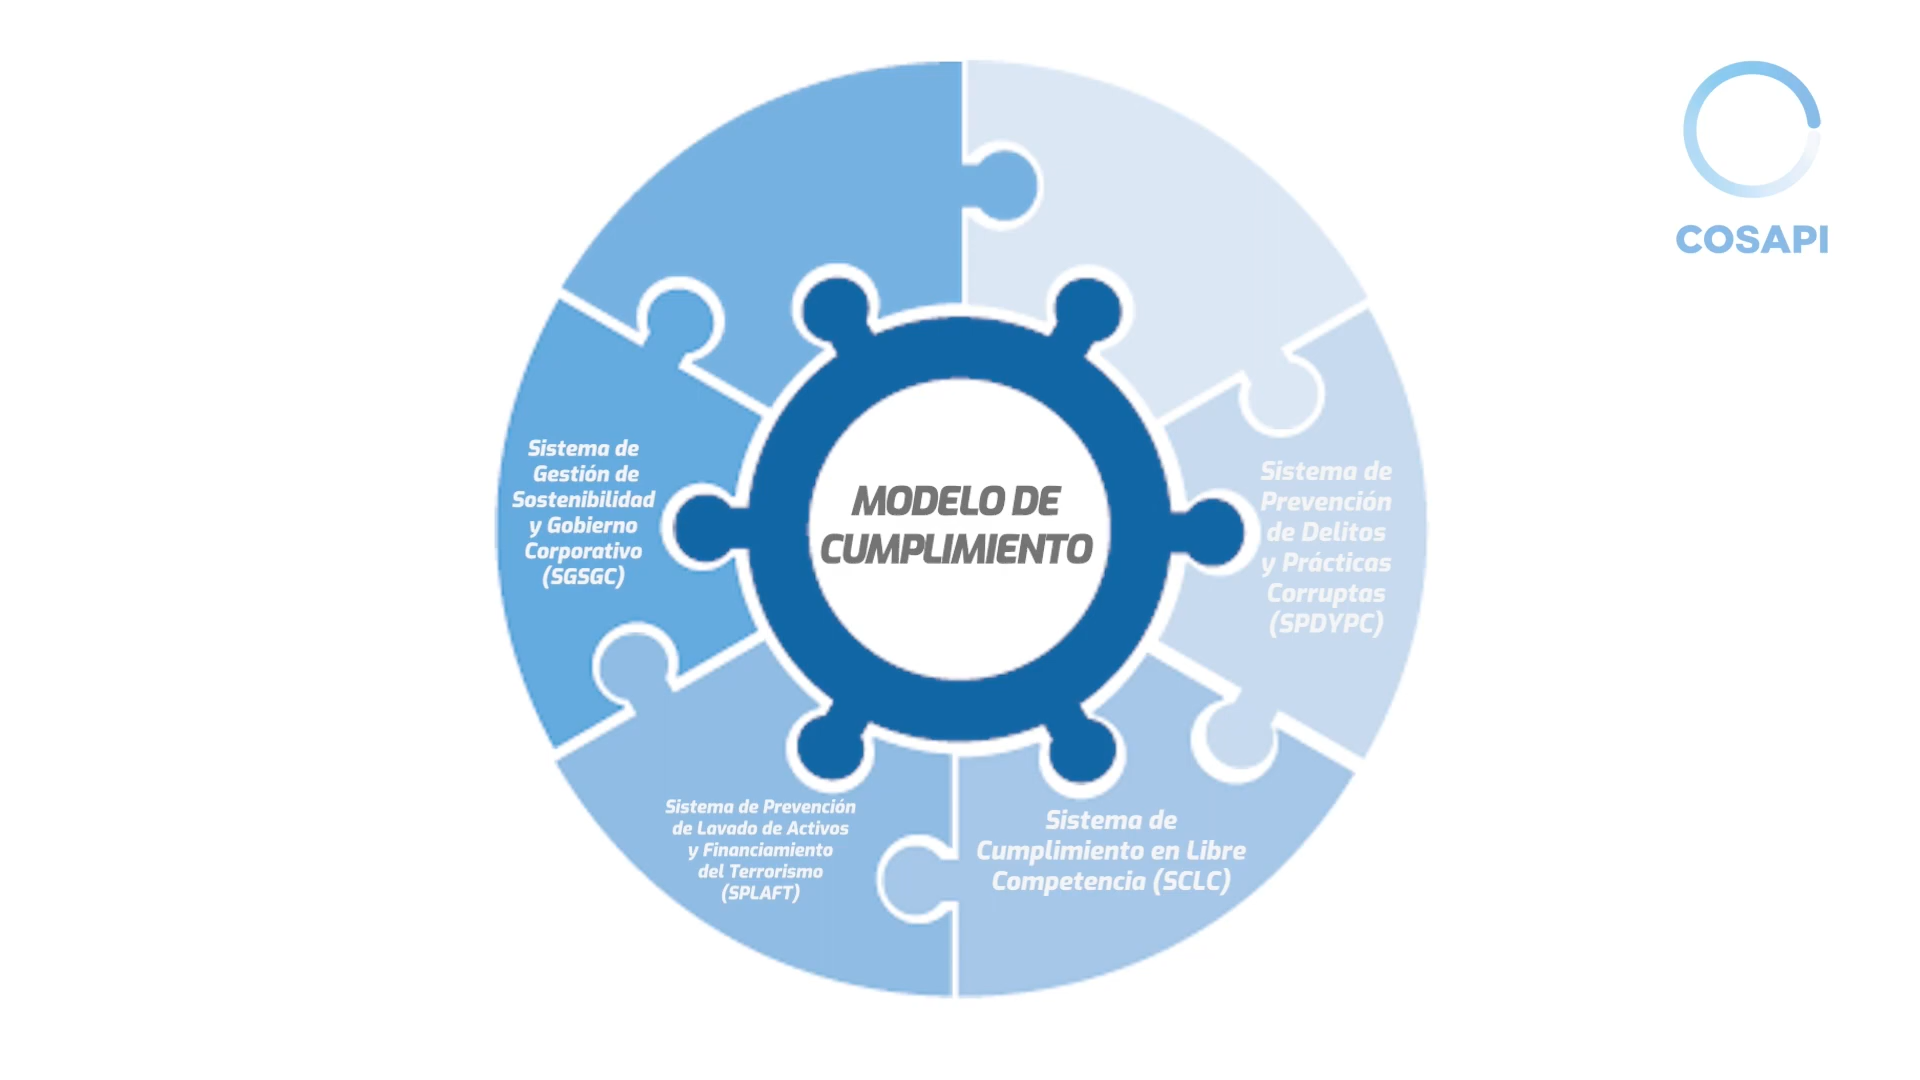 COSAPI
MODELO DE
CUMPLIMIENTO
Sistema de
Prevención
de Delitos
y Prácticas
Corruptas
(SPDYPC)
Sistema de
Cumplimiento en Libre
Competencia (SCLC)
Sistema de Prevención
de Lavado de Activos
y Financiamiento
del Terrorismo
(SPLAFT)
Sistema de
Gestión de
Sostenibilidad
y Gobierno
Corporativo
(SGSGC)